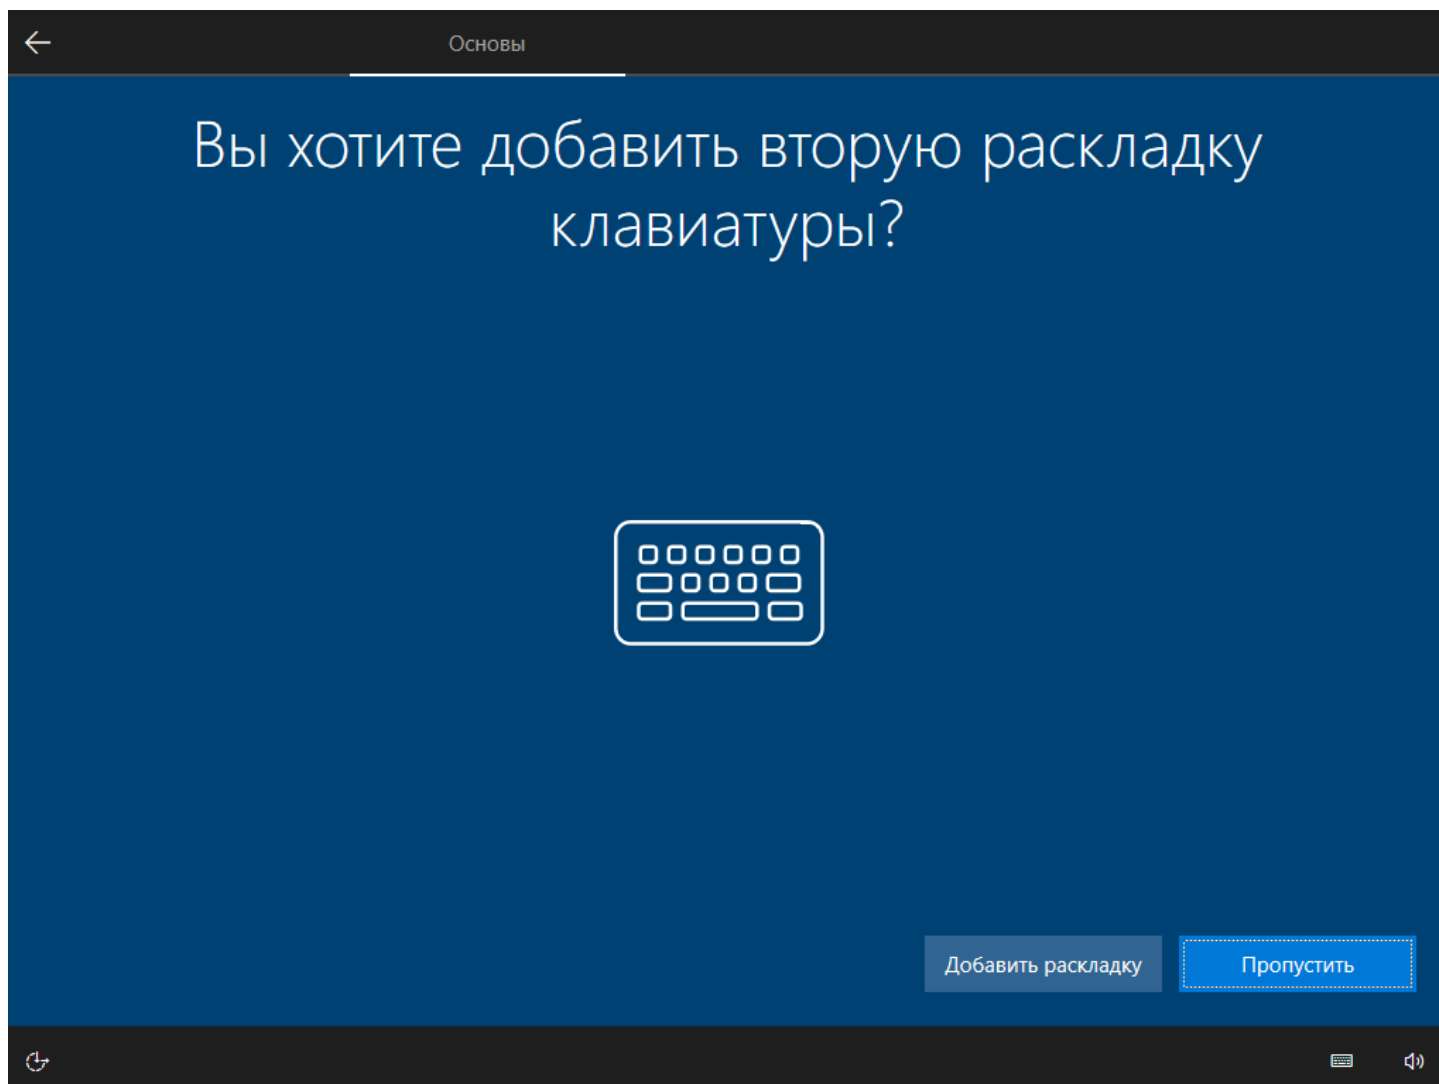 Основы
Вы хотите добавить вторую раскладку
клавиатуры?
Добавить раскладку
Пропустить